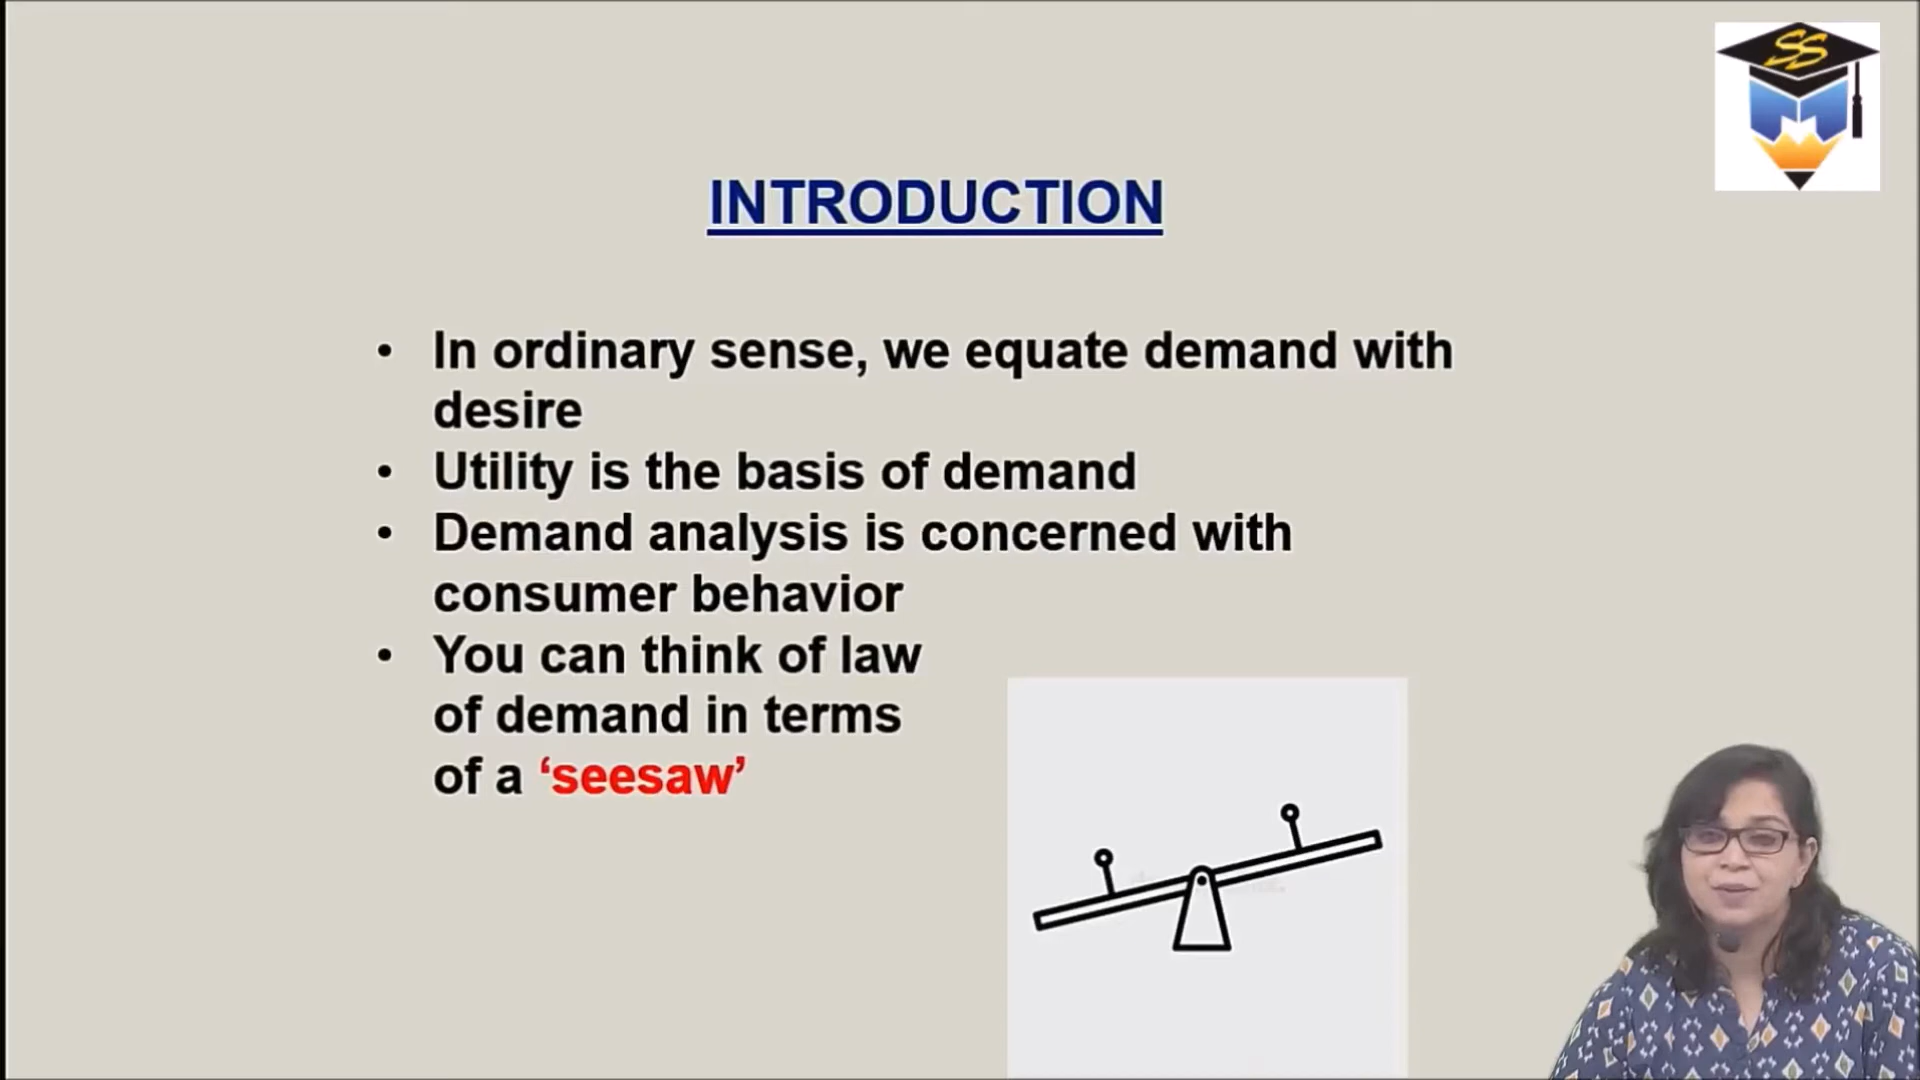 SS
INTRODUCTION
• In ordinary sense, we equate demand with
desire
• Utility is the basis of demand
• Demand analysis is concerned with
consumer behavior
• You can think of law
of demand in terms
of a ‘seesaw’